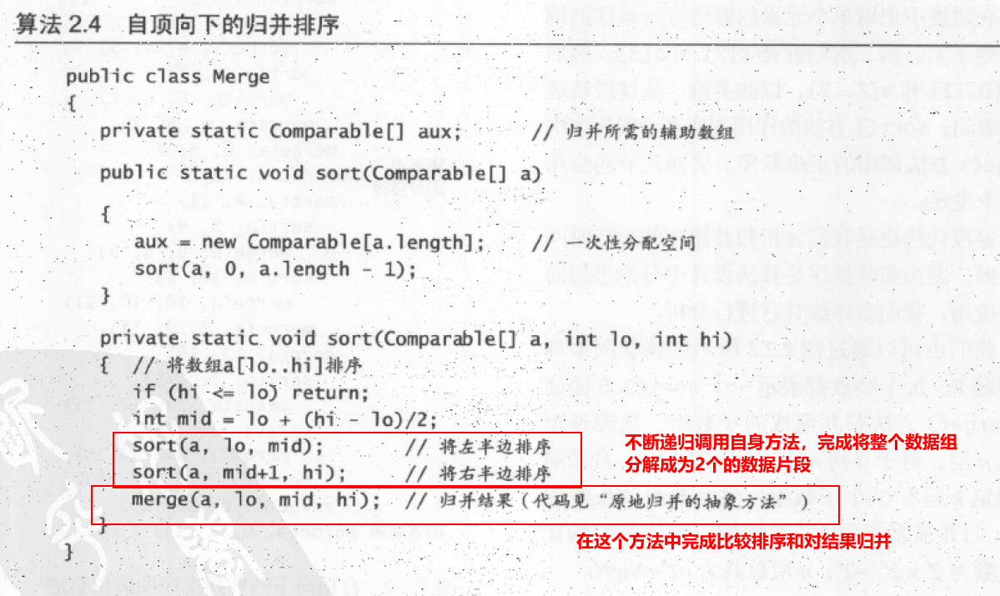 算法 2.4 自顶向下的归并排序
public class Merge
{
private static Comparable[] aux; // 归并所需的辅助数组
public static void sort(Comparable[] a)
{
aux = new Comparable[a.length]; // 一次性分配空间
sort(a, 0, a.length - 1);
}
private static void sort(Comparable[] a, int lo, int hi)
{ // 将数组a[lo..hi]排序
if (hi <= lo) return;
int mid = lo + (hi - lo)/2;
sort(a, lo, mid); // 将左半边排序
sort(a, mid+1, hi); // 将右半边排序
不断递归调用自身方法，完成将整个数据组
分解成为2个的数据片段
merge(a, lo, mid, hi); // 归并结果（代码见“原地归并的抽象方法”）
}
在这个方法中完成比较排序和对结果归并
}